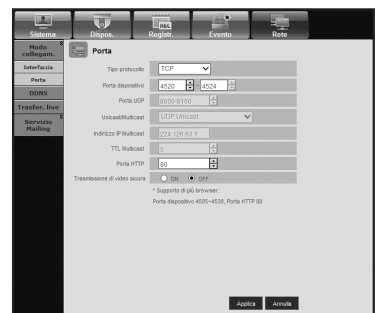 Sistema
Dispos.
REC
Registr.
Evento
Rete
Modo
collegam.
Interfaccia
Porta
DDNS
Trasfer. live
Servizio
Mailing
Porta
Tipo protocollo TCP
Porta dispositivo 4520 - 4524
Porta UDP 8000-8160
Unicast/Multicast UDP Unicast
Indirizzo IP Multicast 224.126.63.1
TTL Multicast 5
Porta HTTP 80
Trasmissione di video sicura ON OFF
* Supporto di più browser:
Porta dispositivo 4505~4530, Porta HTTP 80
Applica Annulla